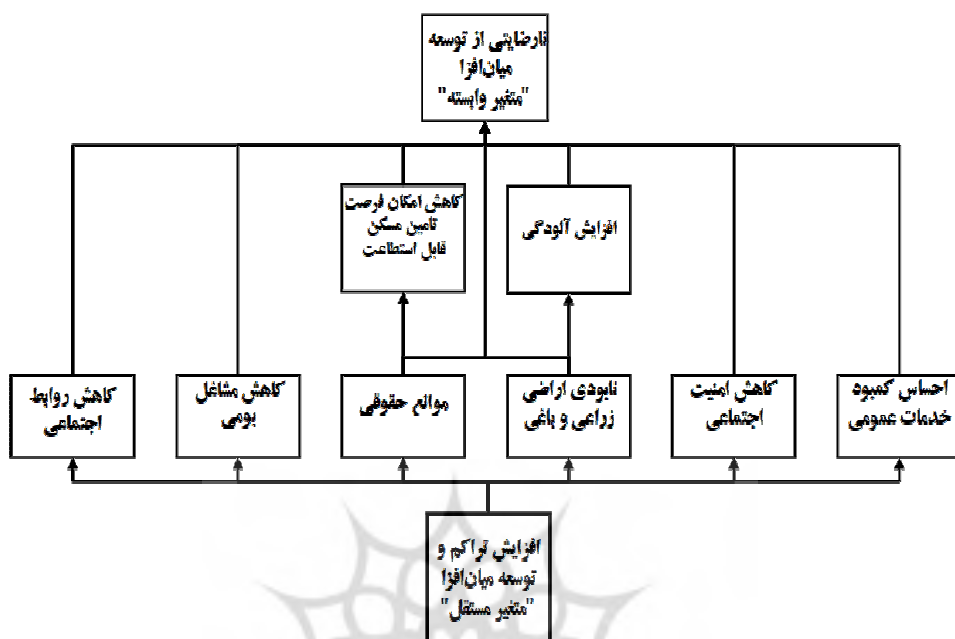 نارضایتی از توسعه
میان‌افزا
"متغیر وابسته"
کاهش امکان فرصت
تامین مسکن
قابل استطاعت
افزایش آلودگی
احساس کمبود
خدمات عمومی
کاهش امنیت
اجتماعی
نابودی اراضی
زراعی و باغی
موانع حقوقی
کاهش مشاغل
بومی
کاهش روابط
اجتماعی
افزایش تراکم و
توسعه میان‌افزا
"متغیر مستقل"